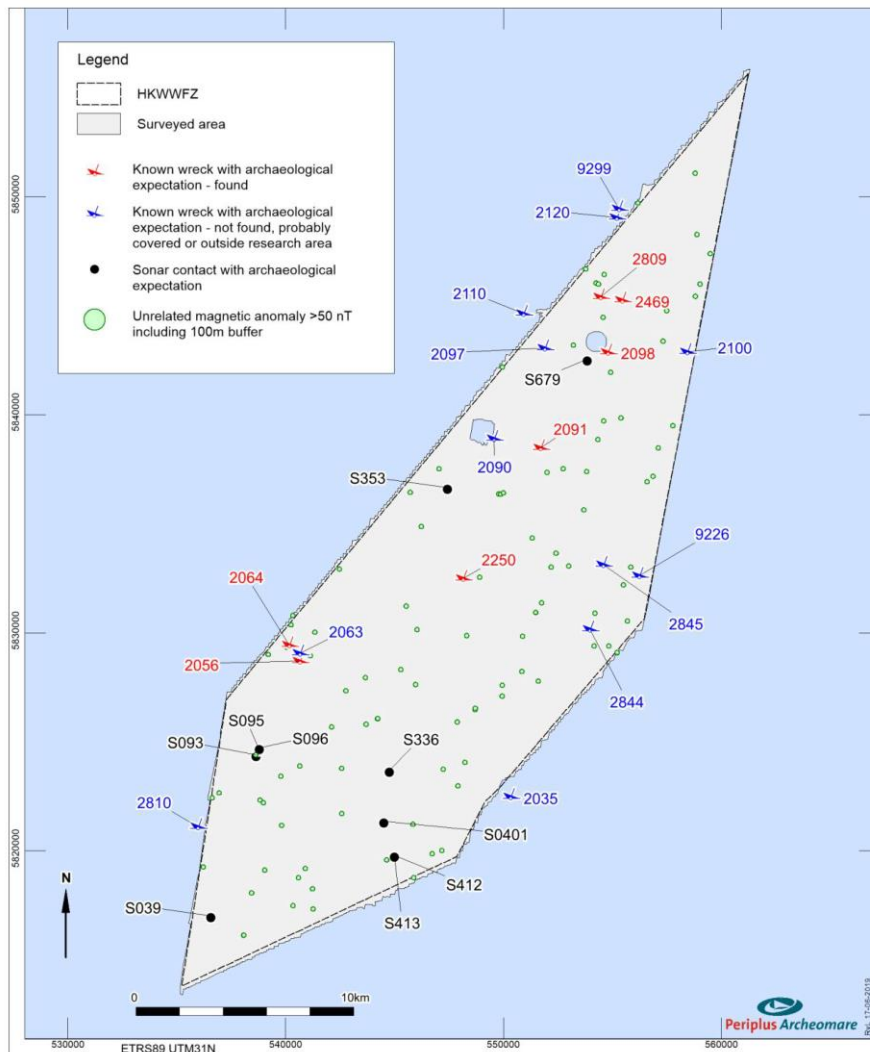 Legend
HKWWFZ
Surveyed area
Known wreck with archaeological
expectation - found
Known wreck with archaeological
expectation - not found, probably
covered or outside research area
Sonar contact with archaeological
expectation
Unrelated magnetic anomaly >50 nT
including 100m buffer
9299
2120
2809
2469
2110
2097
2098
2100
S679
2091
2090
S353
2250
9226
2064
2063
2845
2056
2844
S095
S096
S093
S336
2810
2035
S0401
S412
S413
S039
N
0
10km
5850000
5840000
5830000
5820000
530000
540000
550000
560000
ETRS89 UTM31N
Periplus Archeomare
RvL 17-06-2019